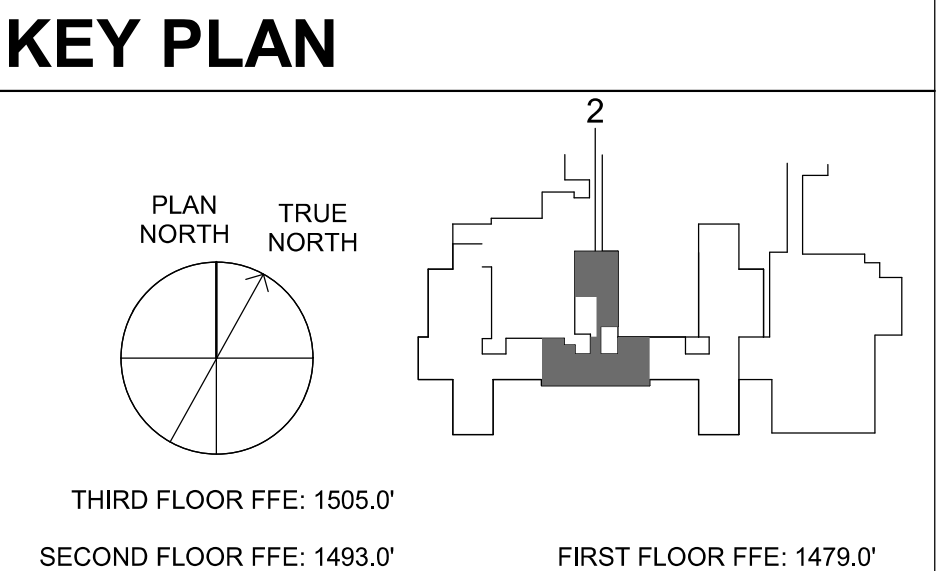 KEY PLAN
2
PLAN
NORTH
TRUE
NORTH
THIRD FLOOR FFE: 1505.0'
SECOND FLOOR FFE: 1493.0'
FIRST FLOOR FFE: 1479.0'